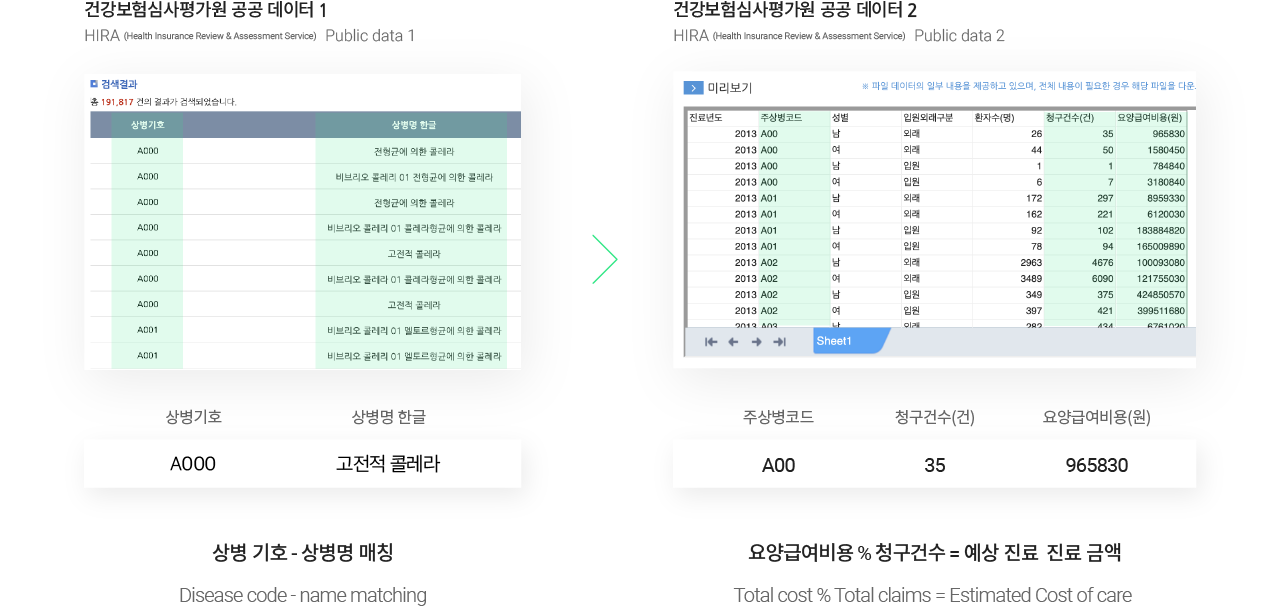 건강보험심사평가원 공공 데이터 1
HIRA (Health Insurance Review & Assessment Service) Public data 1
검색결과
총 191,817 건의 결과가 검색되었습니다.
상병기호 상병명 한글
A000 전형균에 의한 콜레라
A000 비브리오 콜레리 01 전형균에 의한 콜레라
A000 전형균에 의한 콜레라
A000 비브리오 콜레리 01 콜레라형균에 의한 콜레라
A000 고전적 콜레라
A000 비브리오 콜레리 01 콜레라형균에 의한 콜레라
A000 고전적 콜레라
A001 비브리오 콜레리 01 엘토르형균에 의한 콜레라
A001 비브리오 콜레리 01 엘토르형균에 의한 콜레라
상병기호 상병명 한글
A000 고전적 콜레라
상병 기호 - 상병명 매칭
Disease code - name matching
건강보험심사평가원 공공 데이터 2
HIRA (Health Insurance Review & Assessment Service) Public data 2
미리보기 ※ 파일 데이터의 일부 내용을 제공하고 있으며, 전체 내용이 필요한 경우 해당 파일을 다운.
진료년도 주상병코드 성별 입원외래구분 환자수(명) 청구건수(건) 요양급여비용(원)
2013 A00 남 외래 26 35 965830
2013 A00 여 외래 44 50 1580450
2013 A00 남 입원 1 1 784840
2013 A00 여 입원 6 7 3180840
2013 A01 남 외래 172 297 8959330
2013 A01 여 외래 162 221 6120030
2013 A01 남 입원 92 102 183884820
2013 A01 여 입원 78 94 165009890
2013 A02 남 외래 2963 4676 100093080
2013 A02 여 외래 3489 6090 121755030
2013 A02 남 입원 349 375 424850570
2013 A02 여 입원 397 421 399511680
2013 A03 남 외래 282 434 6761020
Sheet1
주상병코드 청구건수(건) 요양급여비용(원)
A00 35 965830
요양급여비용 % 청구건수 = 예상 진료 진료 금액
Total cost % Total claims = Estimated Cost of care